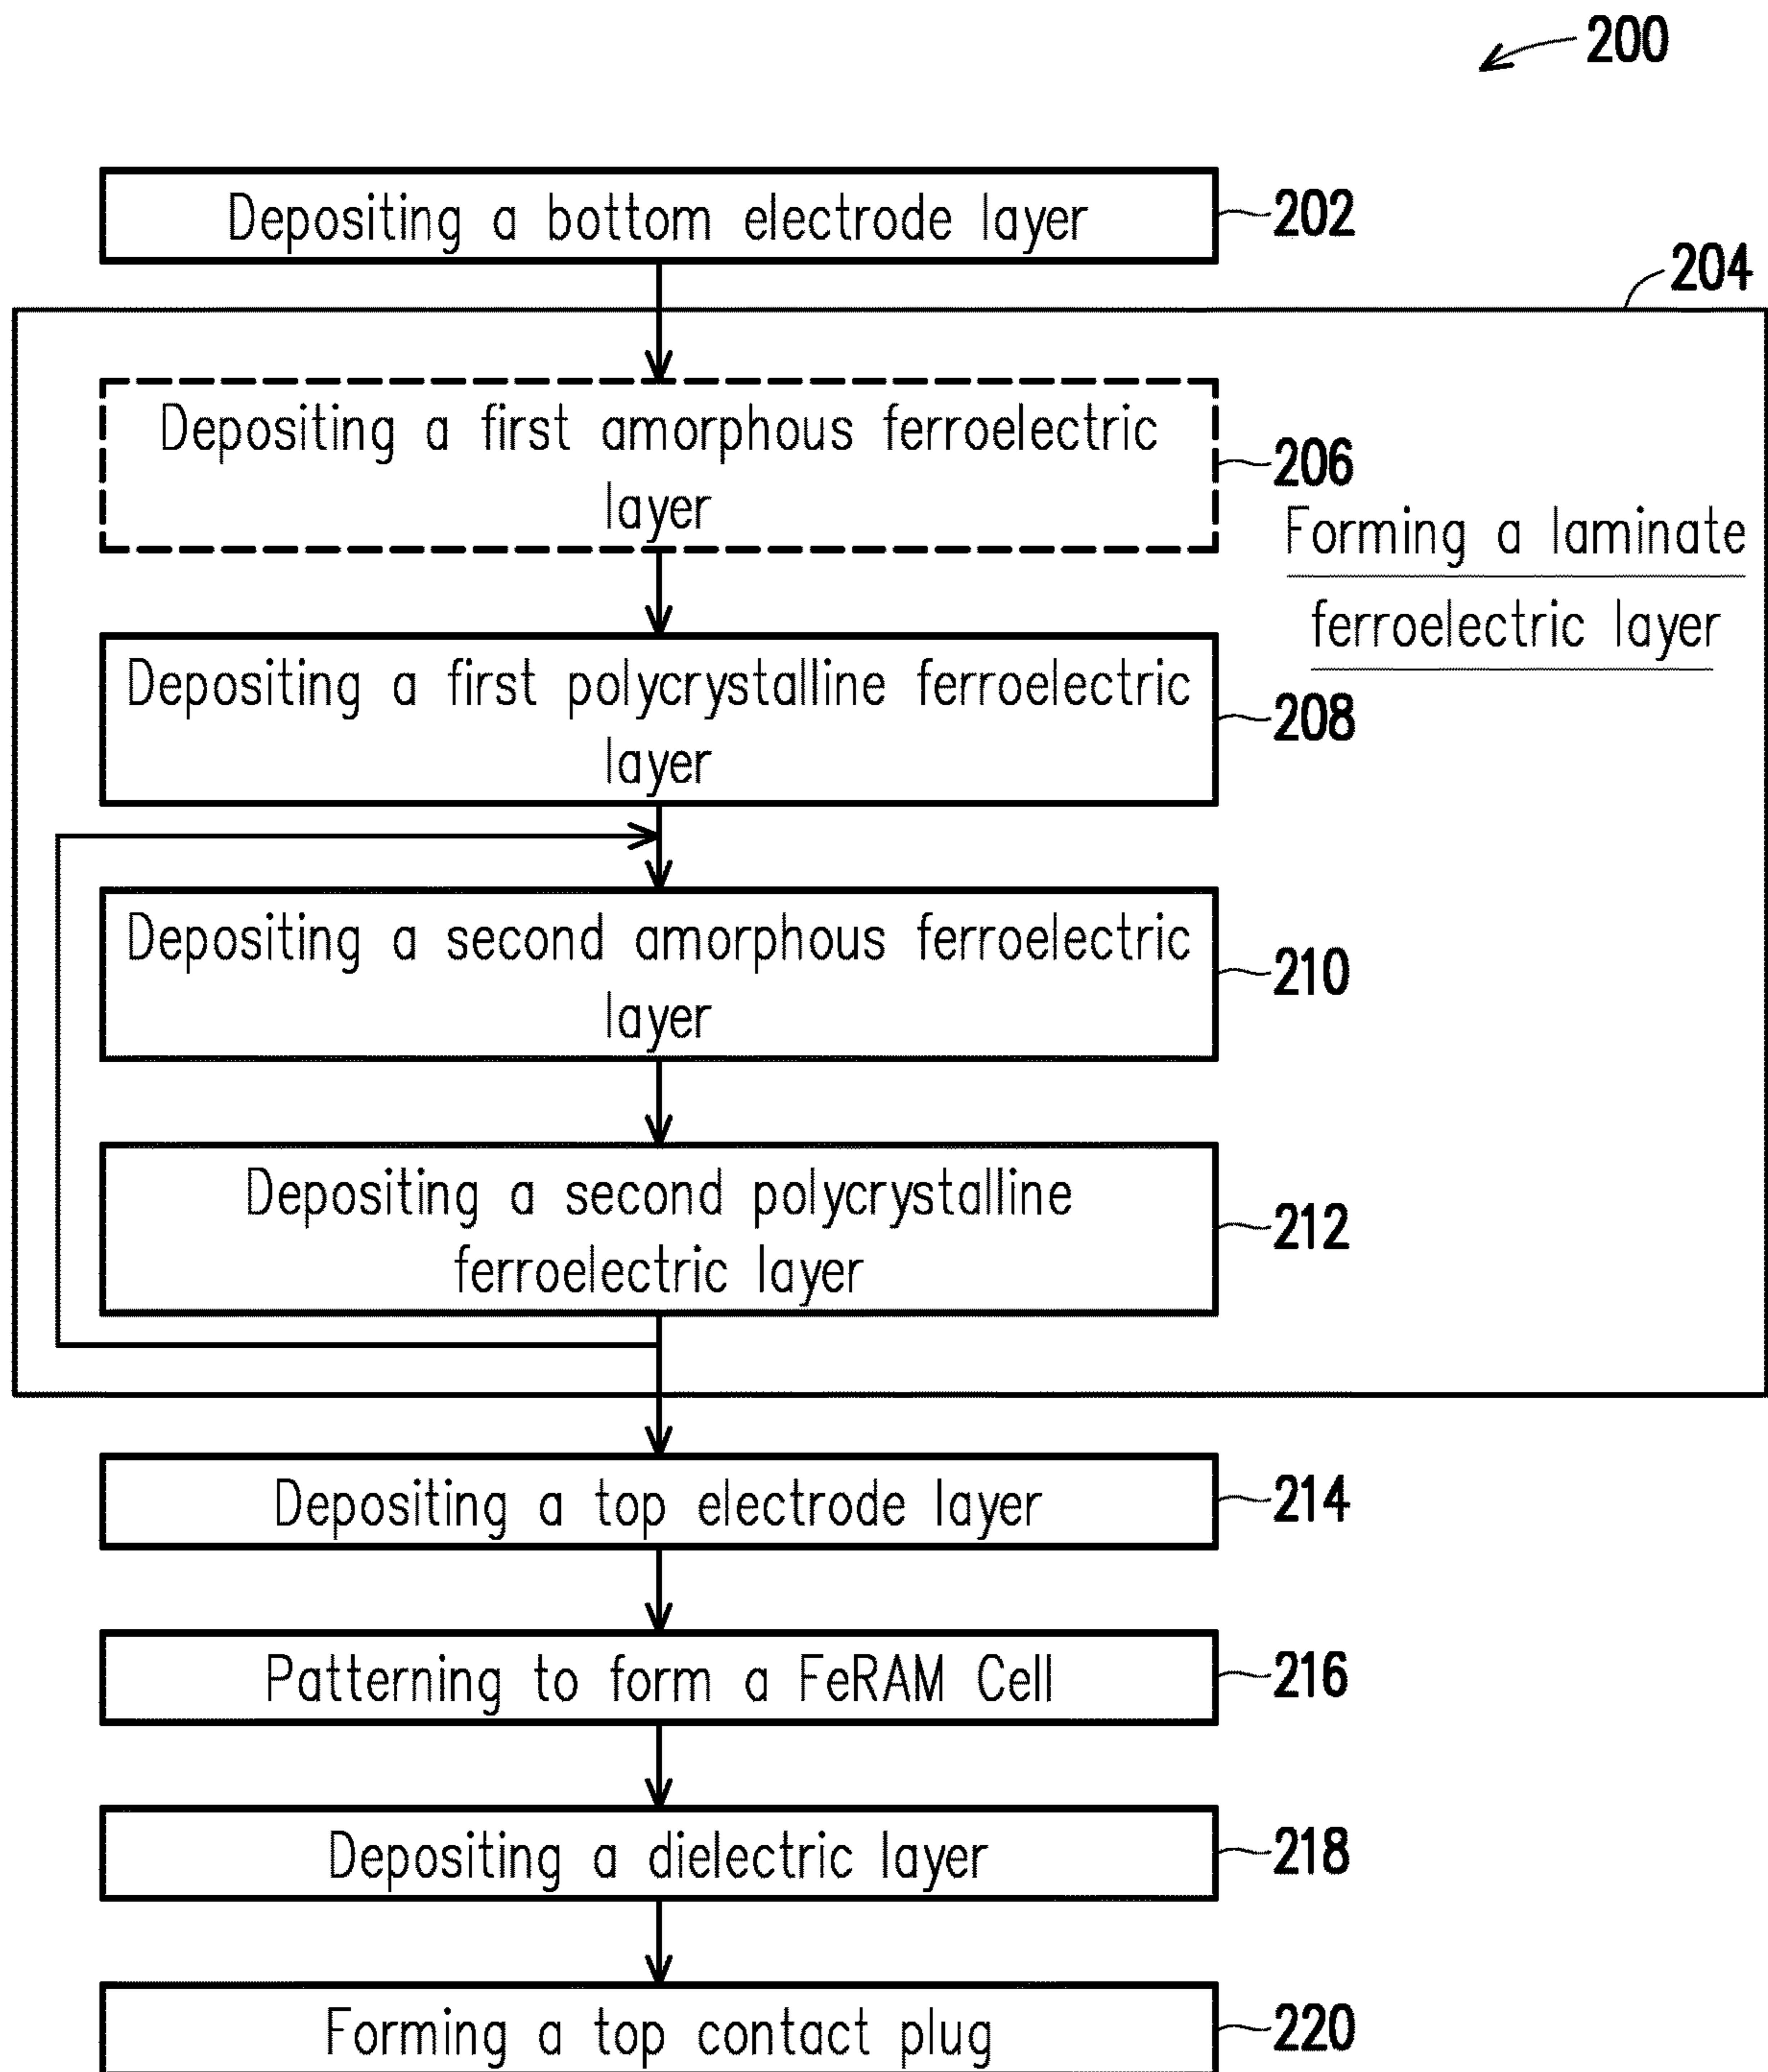 200
Depositing a bottom electrode layer
202
204
Depositing a first amorphous ferroelectric
layer
206
Forming a laminate
ferroelectric layer
Depositing a first polycrystalline ferroelectric
layer
208
Depositing a second amorphous ferroelectric
layer
210
Depositing a second polycrystalline
ferroelectric layer
212
Depositing a top electrode layer
214
Patterning to form a FeRAM Cell
216
Depositing a dielectric layer
218
Forming a top contact plug
220